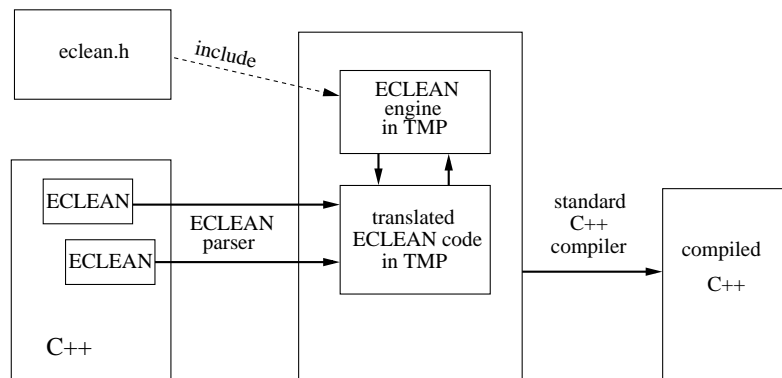 eclean.h
include
ECLEAN
engine
in TMP
ECLEAN
ECLEAN
C++
ECLEAN
parser
translated
ECLEAN code
in TMP
standard
C++
compiler
compiled
C++